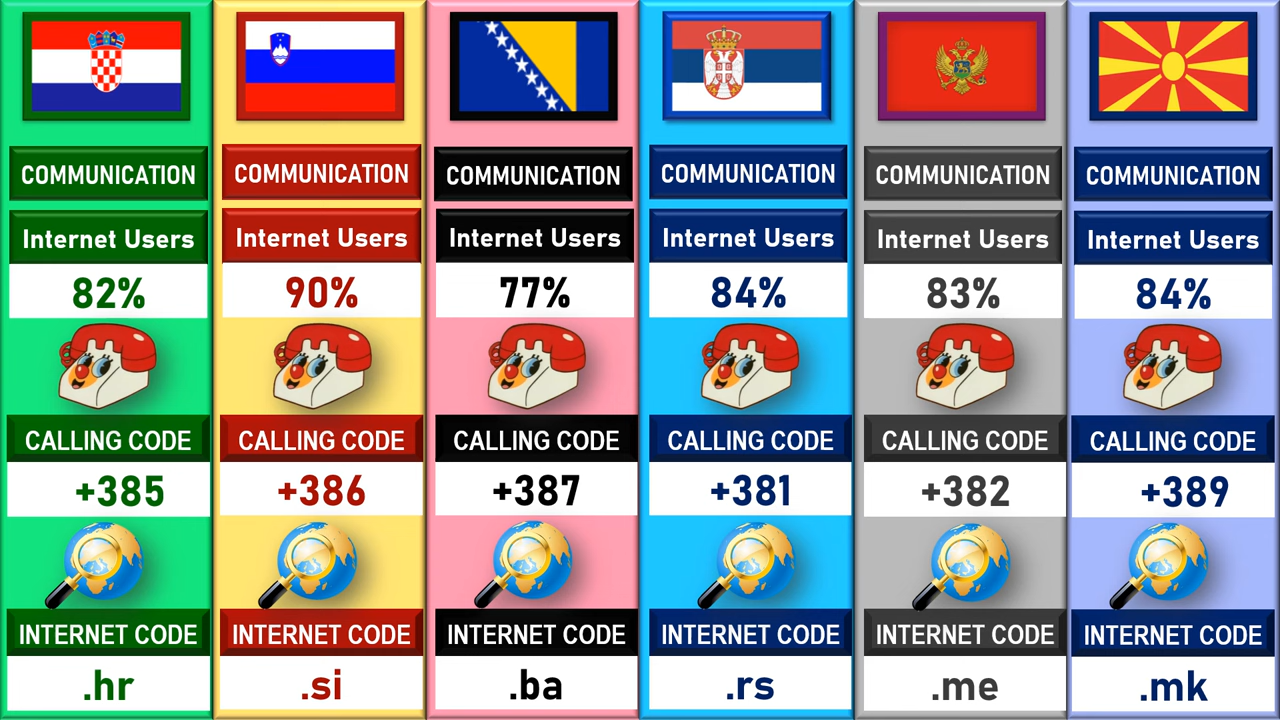 COMMUNICATION
Internet Users
82%
CALLING CODE
+385
INTERNET CODE
.hr
COMMUNICATION
Internet Users
90%
CALLING CODE
+386
INTERNET CODE
.si
COMMUNICATION
Internet Users
77%
CALLING CODE
+387
INTERNET CODE
.ba
COMMUNICATION
Internet Users
84%
CALLING CODE
+381
INTERNET CODE
.rs
COMMUNICATION
Internet Users
83%
CALLING CODE
+382
INTERNET CODE
.me
COMMUNICATION
Internet Users
84%
CALLING CODE
+389
INTERNET CODE
.mk